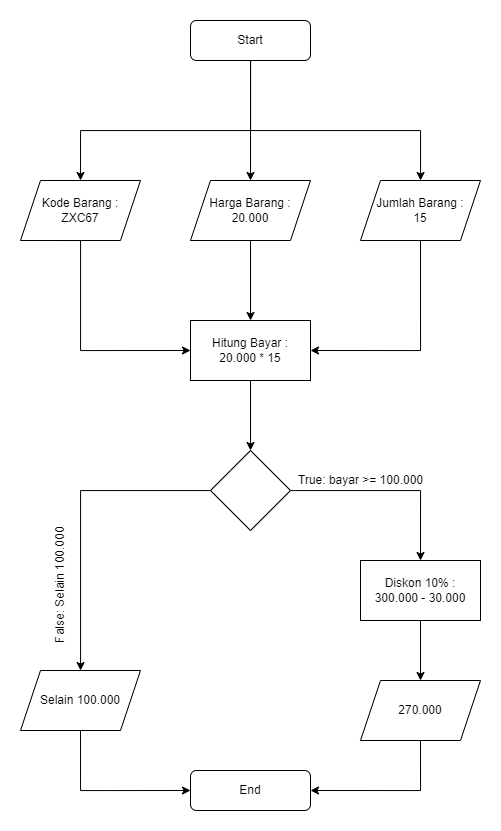 Start
Kode Barang :
ZXC67
Harga Barang :
20.000
Jumlah Barang :
15
Hitung Bayar :
20.000 * 15
True: bayar >= 100.000
False: Selain 100.000
Diskon 10% :
300.000 - 30.000
Selain 100.000
270.000
End